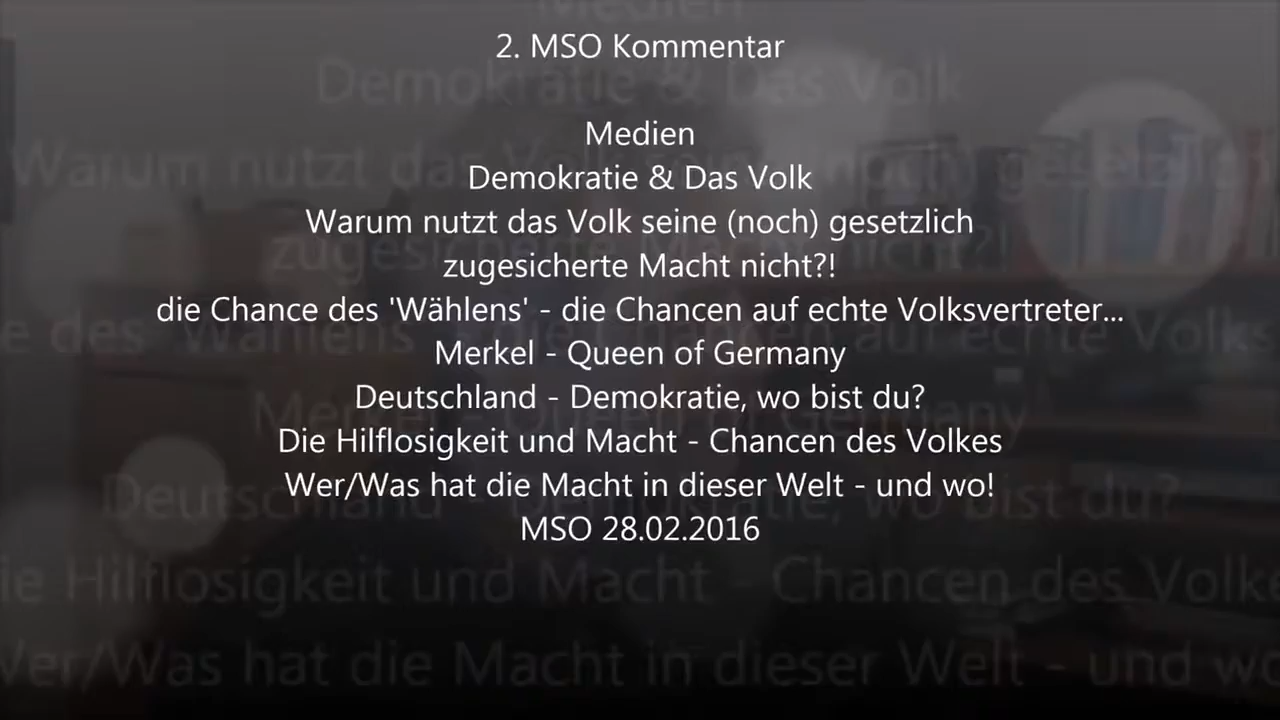 2. MSO Kommentar
Medien
Demokratie & Das Volk
Warum nutzt das Volk seine (noch) gesetzlich
zugesicherte Macht nicht?!
die Chance des 'Wählens' - die Chancen auf echte Volksvertreter...
Merkel - Queen of Germany
Deutschland - Demokratie, wo bist du?
Die Hilflosigkeit und Macht - Chancen des Volkes
Wer/Was hat die Macht in dieser Welt - und wo!
MSO 28.02.2016